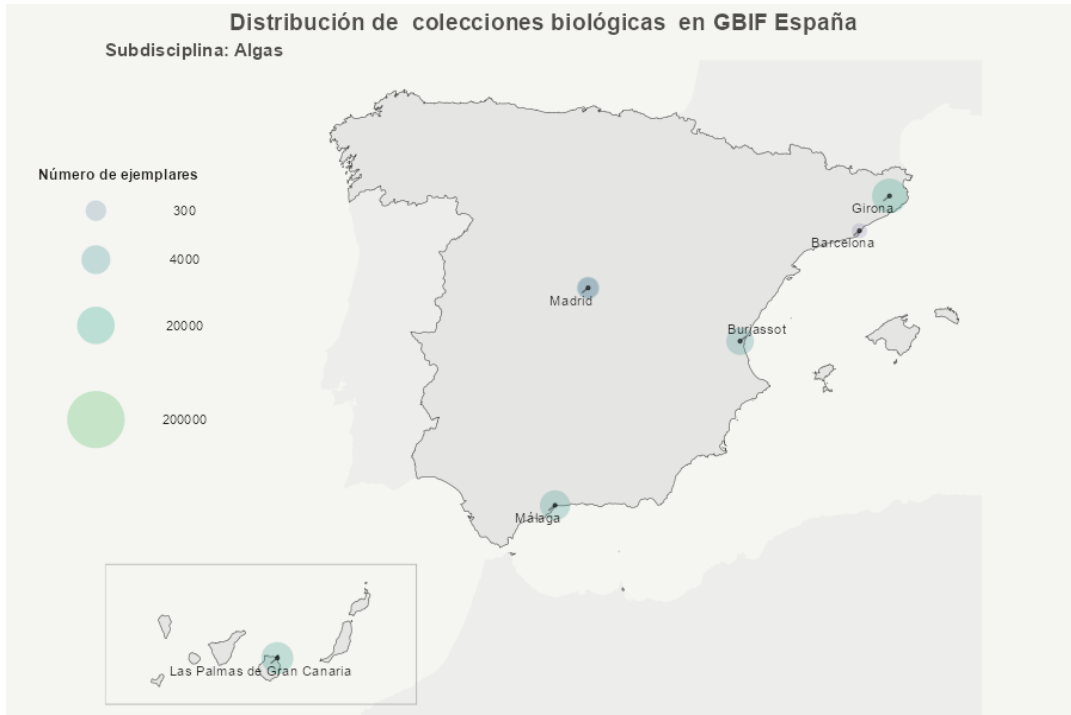 Distribución de colecciones biológicas en GBIF España
Subdisciplina: Algas
Número de ejemplares
300
4000
20000
200000
Girona
Barcelona
Madrid
Burjassot
Málaga
Las Palmas de Gran Canaria